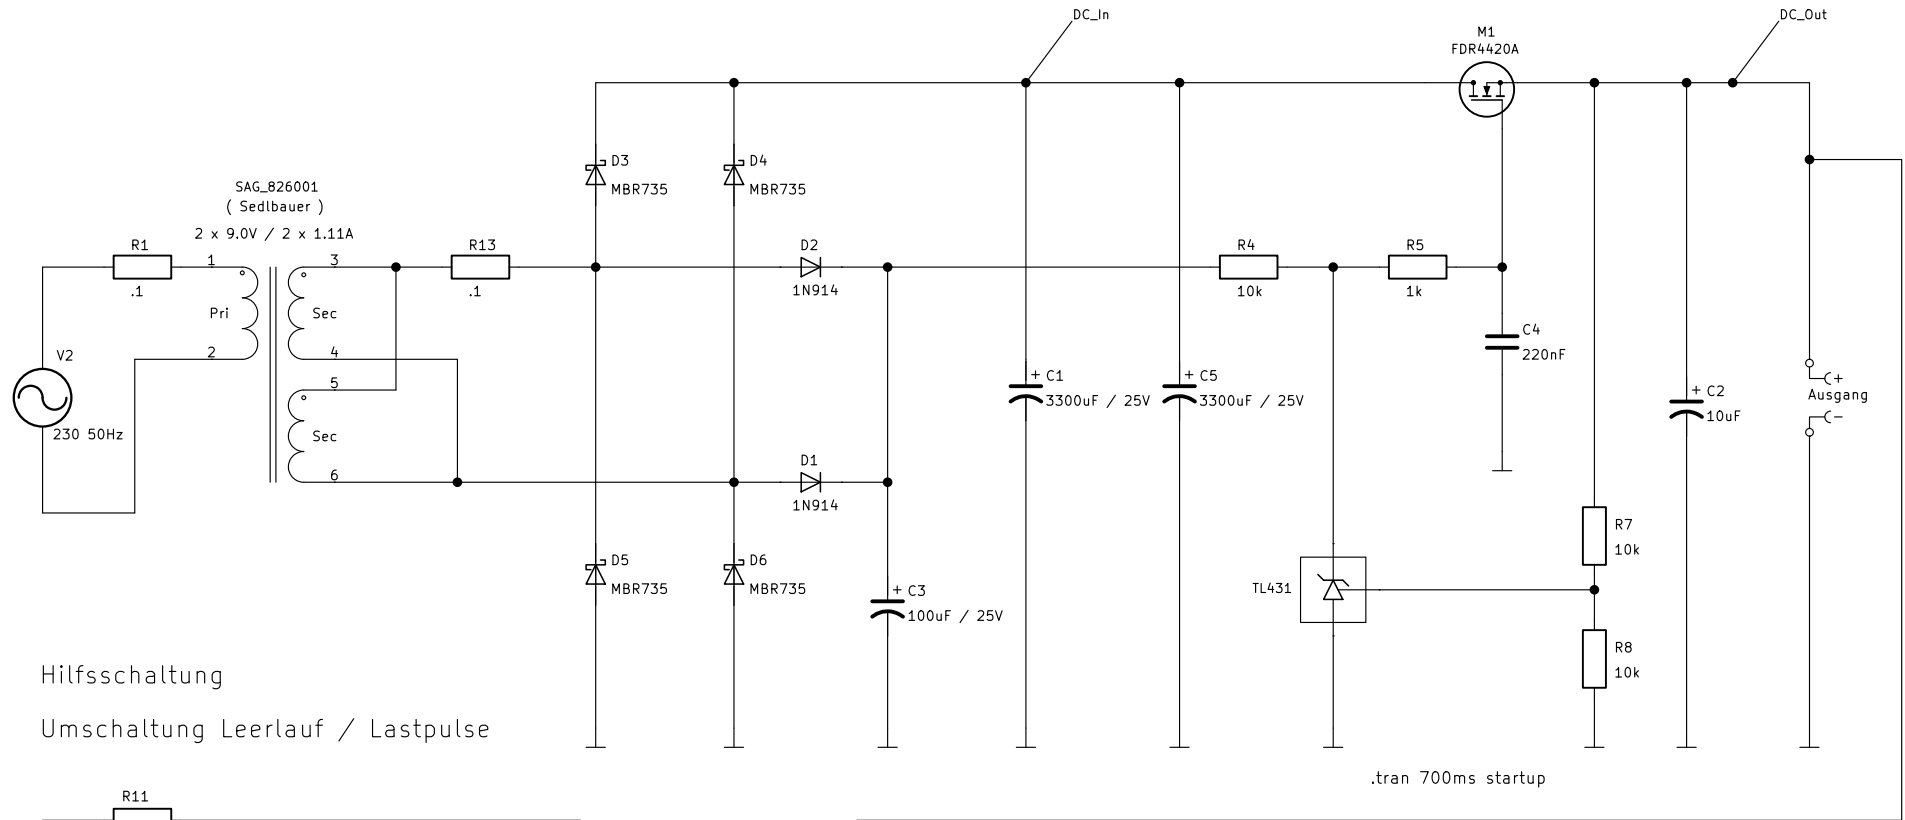 DC_In
DC_Out
M1
FDR4420A
D3
MBR735
D4
MBR735
SAG_826001
( Sedlbauer )
2 x 9.0V / 2 x 1.11A
R1
.1
1
Pri
2
3
Sec
4
5
Sec
6
R13
.1
D2
1N914
R4
10k
R5
1k
C4
220nF
V2
230 50Hz
+ C1
3300uF / 25V
+ C5
3300uF / 25V
+ C2
10uF
+
Ausgang
-
D1
1N914
D5
MBR735
D6
MBR735
+ C3
100uF / 25V
TL431
R7
10k
R8
10k
Hilfsschaltung
Umschaltung Leerlauf / Lastpulse
.tran 700ms startup
R11